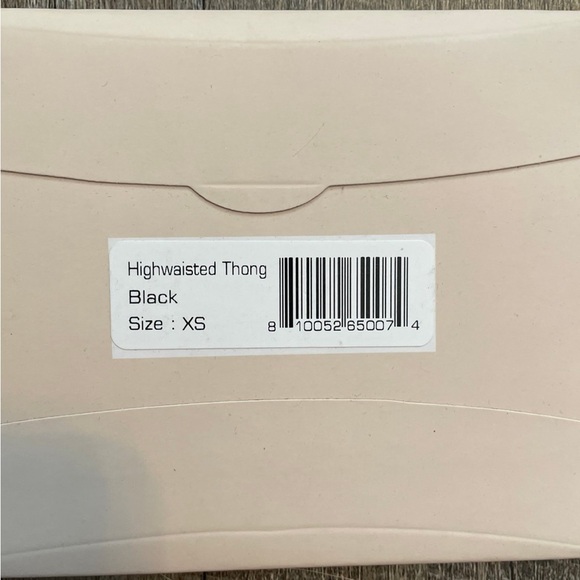 Highwaisted Thong
Black
Size : XS
8 10052 65007 4